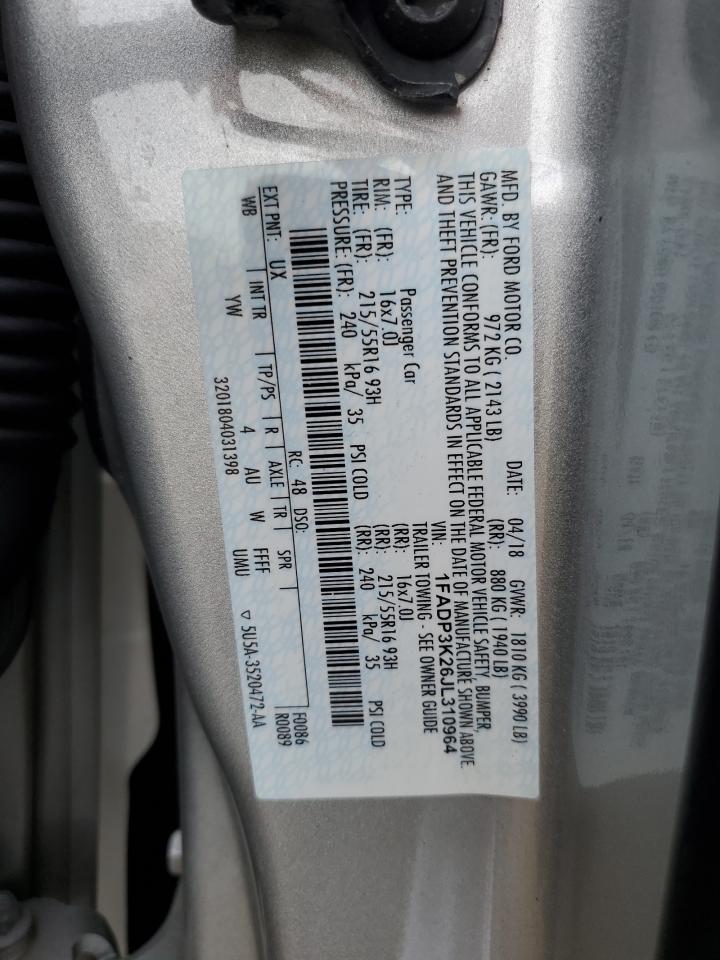 MFD. BY FORD MOTOR CO. DATE: 04/18 GVWR: 1810 KG ( 3990 LB)
GAWR: (FR): 972 KG ( 2143 LB) (RR): 880 KG ( 1940 LB)
THIS VEHICLE CONFORMS TO ALL APPLICABLE FEDERAL MOTOR VEHICLE SAFETY, BUMPER,
AND THEFT PREVENTION STANDARDS IN EFFECT ON THE DATE OF MANUFACTURE SHOWN ABOVE.
VIN: 1FADP3K26JL310964
TYPE: Passenger Car TRAILER TOWING - SEE OWNER GUIDE
RIM: (FR): 16x7.0J (RR): 16x7.0J
TIRE: (FR): 215/55R16 93H (RR): 215/55R16 93H
PRESSURE: (FR): 240 kPa/ 35 PSI COLD (RR): 240 kPa/ 35 PSI COLD
EXT PNT: UX RC: 48 DSO: F0086
R0089
WB INT TR TP/PS R AXLE TR SPR
YW 4 AU W FFFF
UMU
3201804031398 ▽ 5U5A-3520472-AA